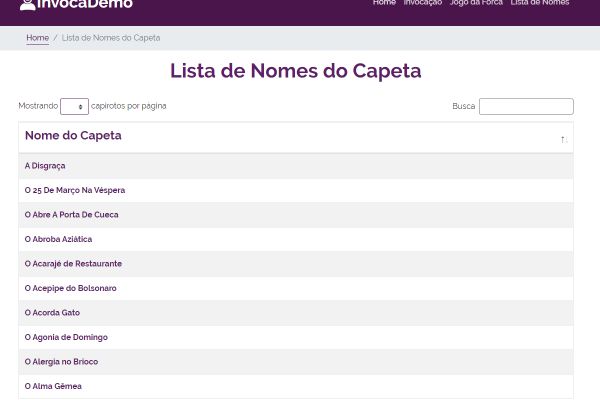 InvocaDemo
Home Invocação Jogo da Forca Lista de Nomes
Home / Lista de Nomes do Capeta
Lista de Nomes do Capeta
Mostrando capirotos por página Busca
Nome do Capeta
A Disgraça
O 25 De Março Na Véspera
O Abre A Porta De Cueca
O Abroba Aziática
O Acarajé de Restaurante
O Acepipe do Bolsonaro
O Acorda Gato
O Agonia de Domingo
O Alergia no Brioco
O Alma Gêmea